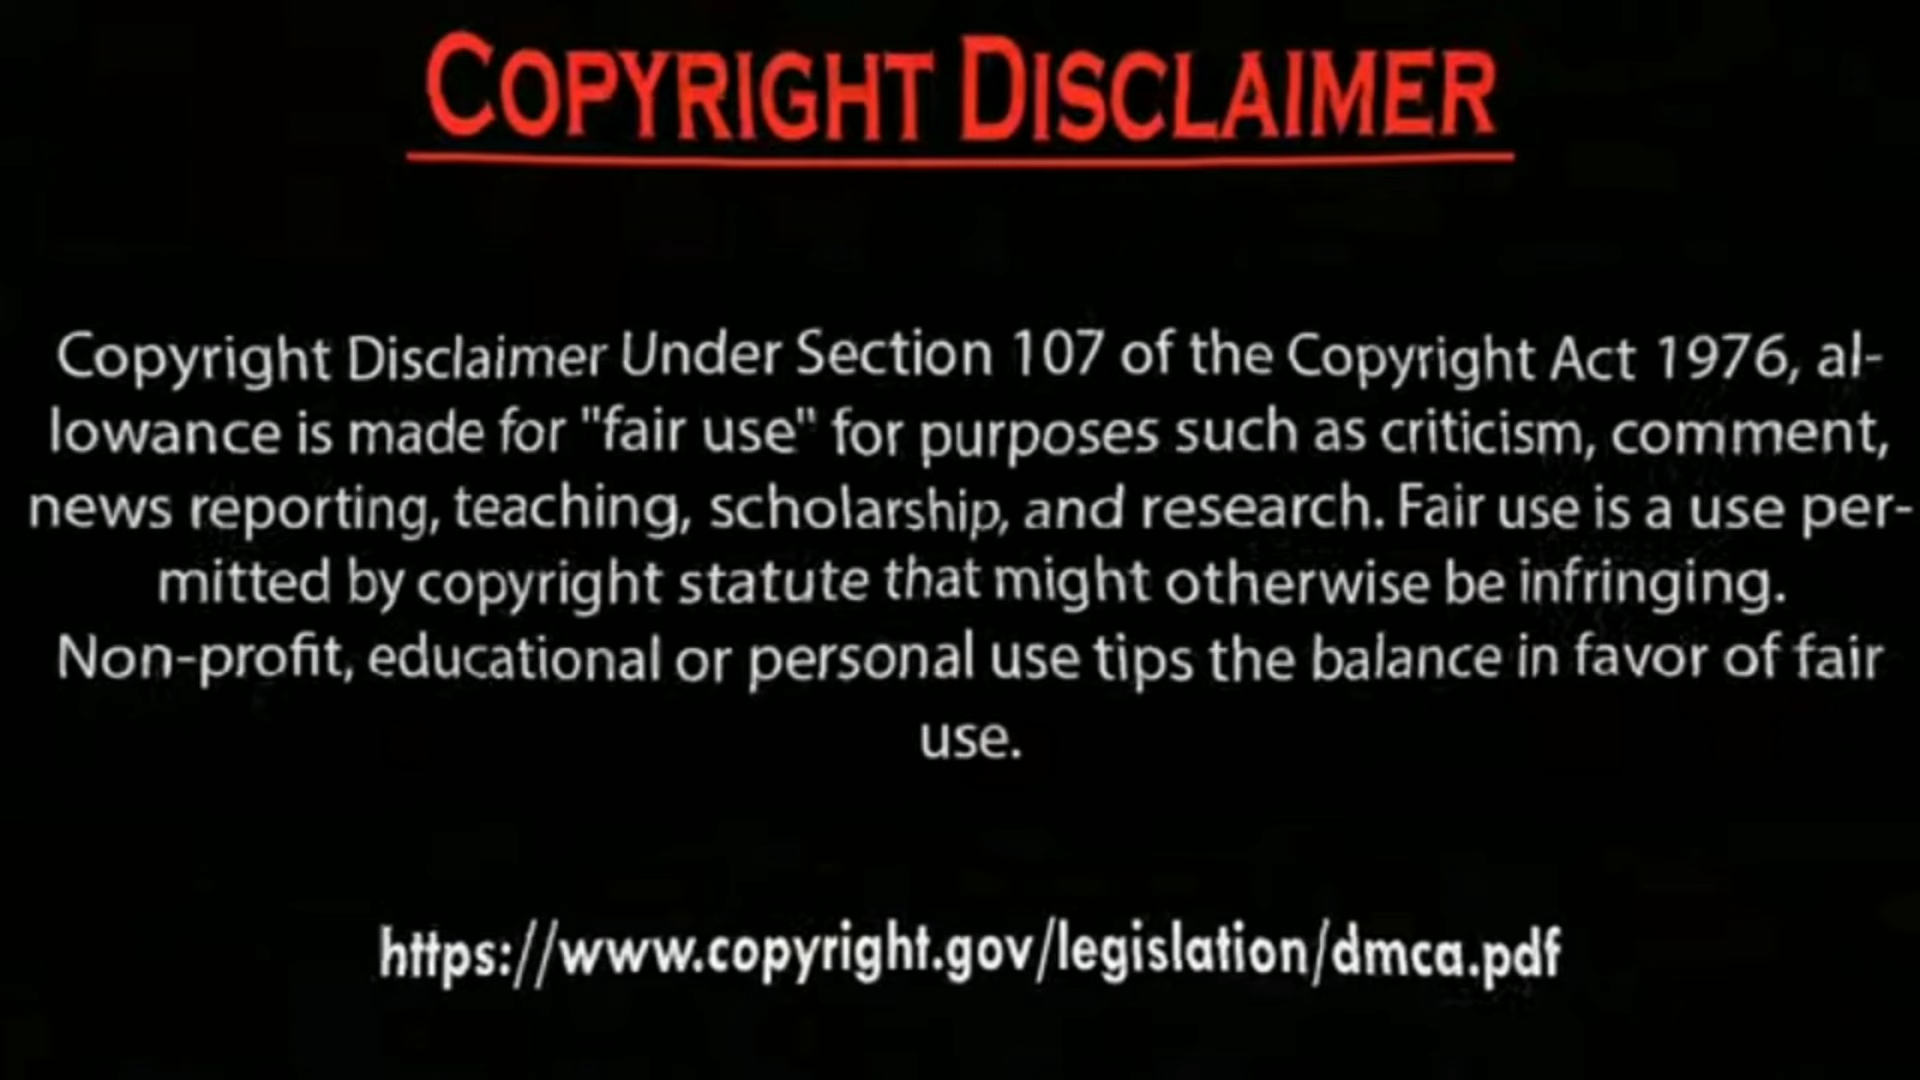 COPYRIGHT DISCLAIMER
Copyright Disclaimer Under Section 107 of the Copyright Act 1976, al-
lowance is made for "fair use" for purposes such as criticism, comment,
news reporting, teaching, scholarship, and research. Fair use is a use per-
mitted by copyright statute that might otherwise be infringing.
Non-profit, educational or personal use tips the balance in favor of fair
use.
https://www.copyright.gov/legislation/dmca.pdf